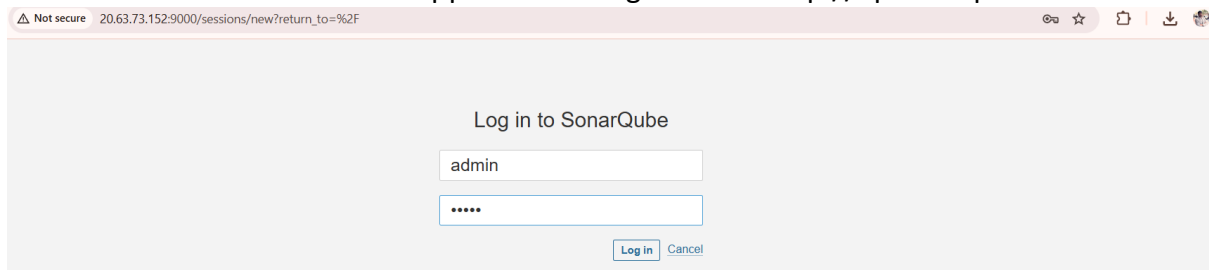 Not secure 20.63.73.152:9000/sessions/new?return_to=%2F
Log in to SonarQube
admin
•••••
Log in Cancel